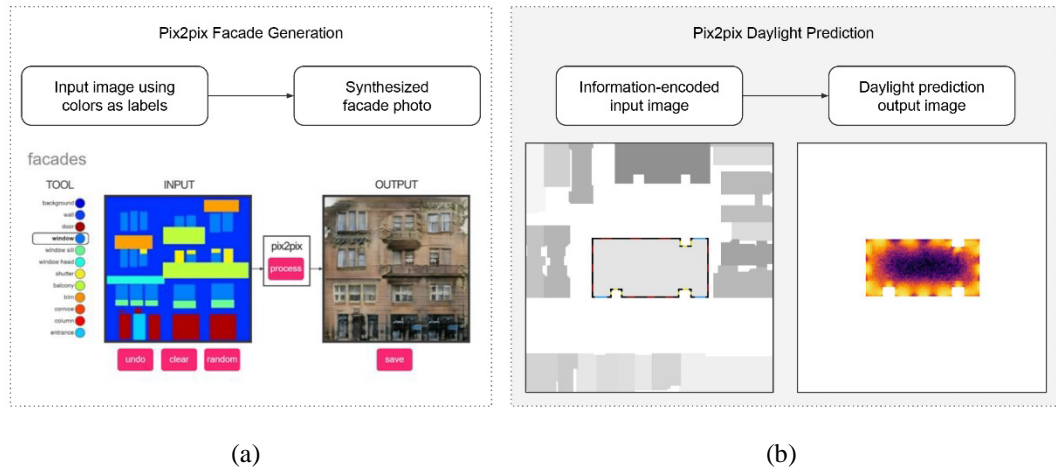 Pix2pix Facade Generation
Input image using
colors as labels
Synthesized
facade photo
facades
TOOL
background
wall
door
window
window sill
window head
shutter
balcony
trim
cornice
column
entrance
INPUT
undo
clear
random
pix2pix
process
OUTPUT
save
(a)
Pix2pix Daylight Prediction
Information-encoded
input image
Daylight prediction
output image
(b)